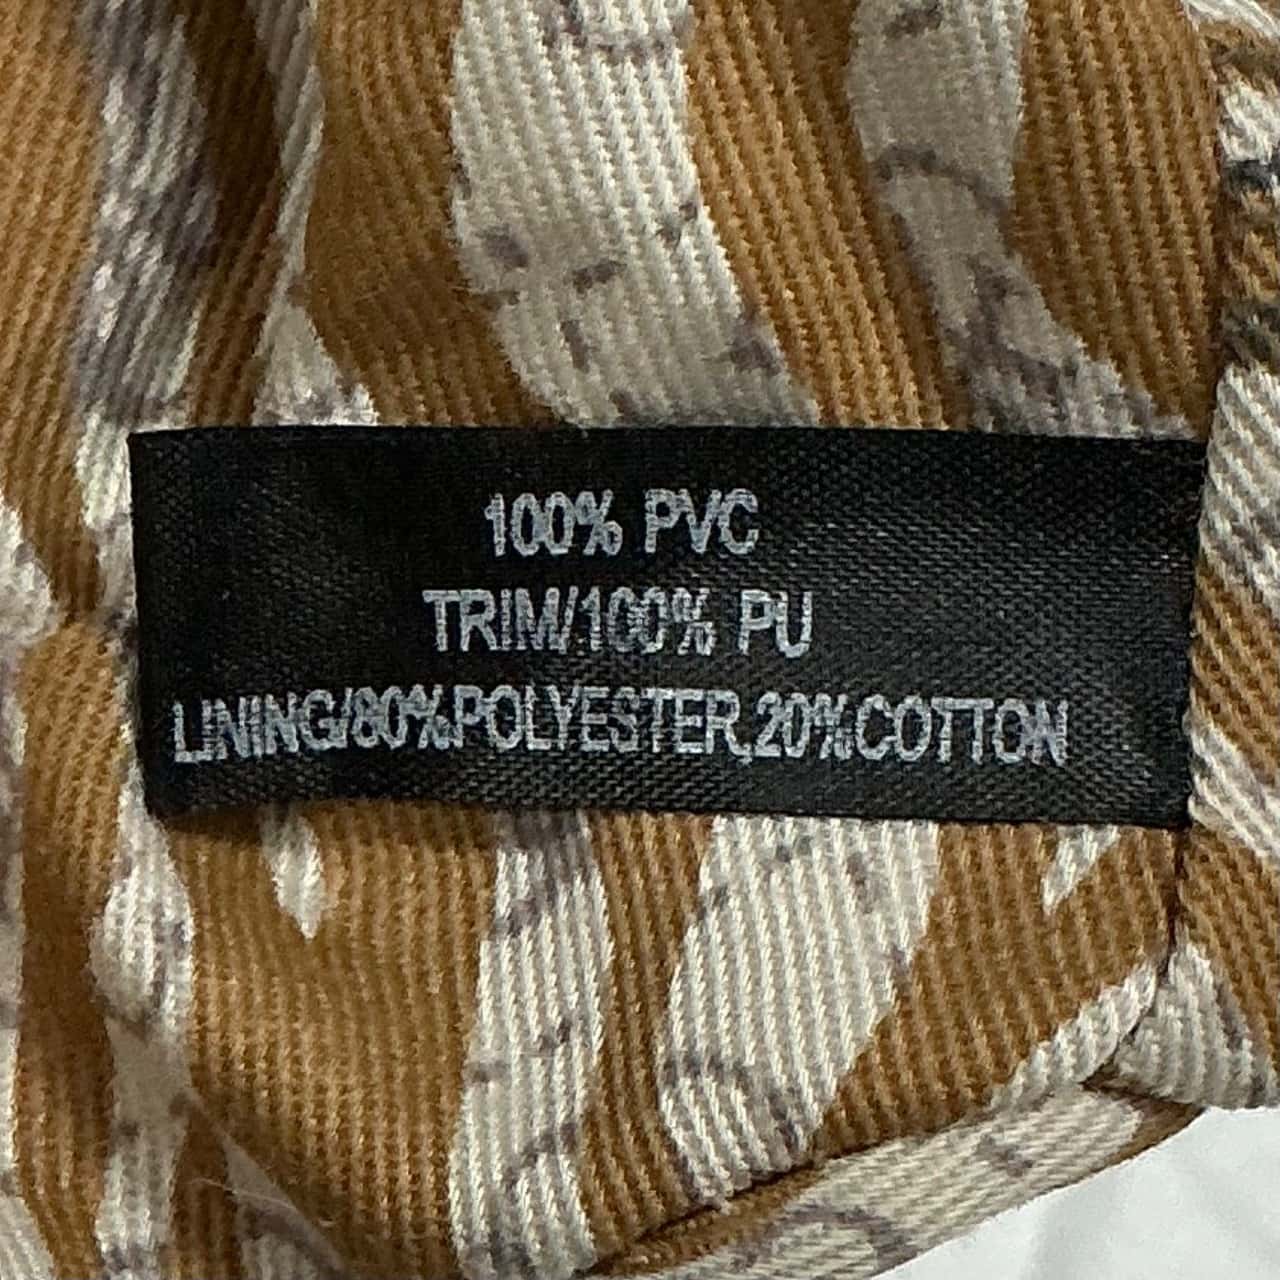 100% PVC
TRIM/100% PU
LINING/80%POLYESTER,20%COTTON